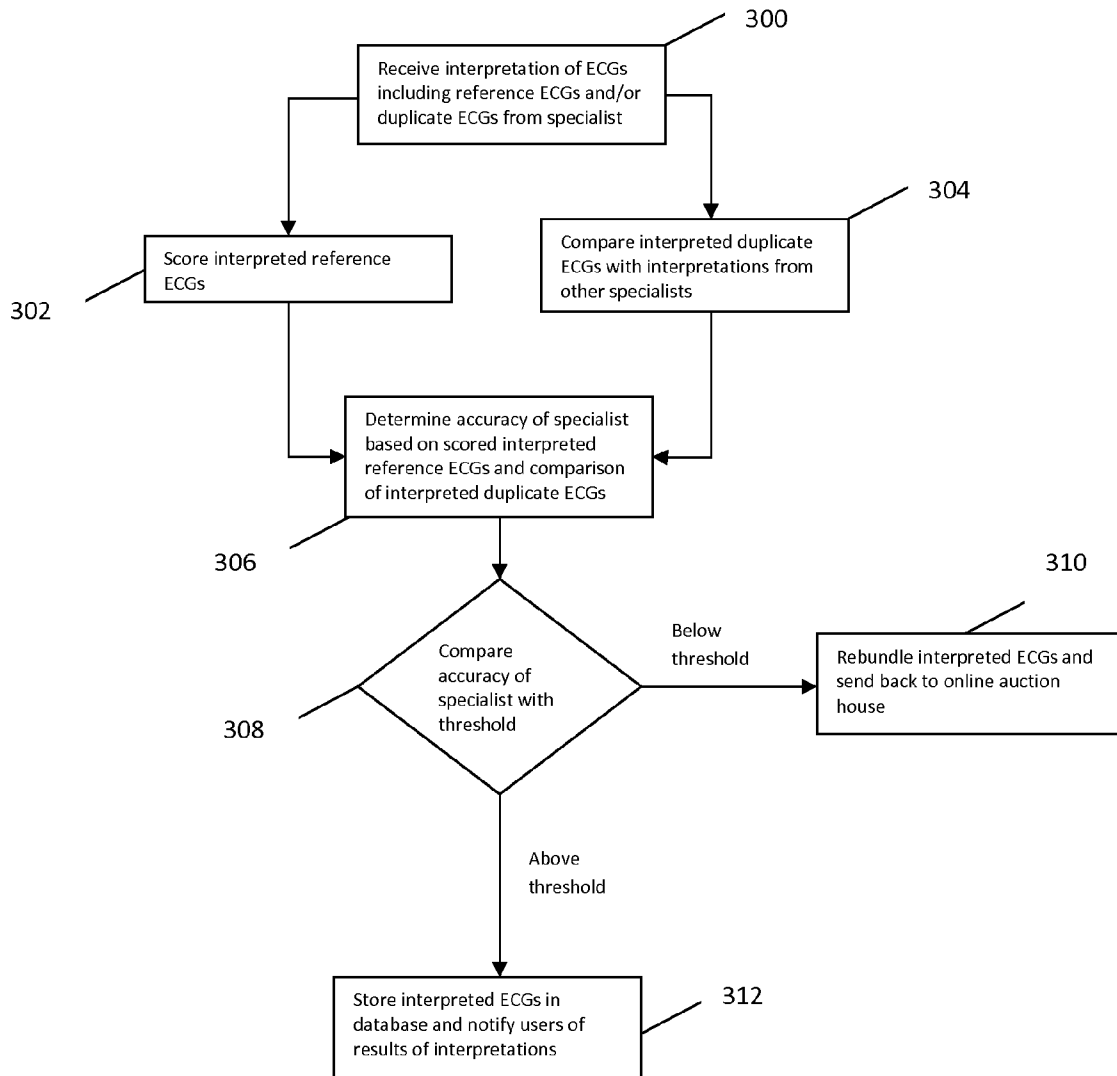 300
Receive interpretation of ECGs
including reference ECGs and/or
duplicate ECGs from specialist
304
Score interpreted reference
ECGs
302
Compare interpreted duplicate
ECGs with interpretations from
other specialists
Determine accuracy of specialist
based on scored interpreted
reference ECGs and comparison
of interpreted duplicate ECGs
306
310
Compare
accuracy of
specialist with
threshold
308
Below
threshold
Rebundle interpreted ECGs and
send back to online auction
house
Above
threshold
Store interpreted ECGs in
database and notify users of
results of interpretations
312